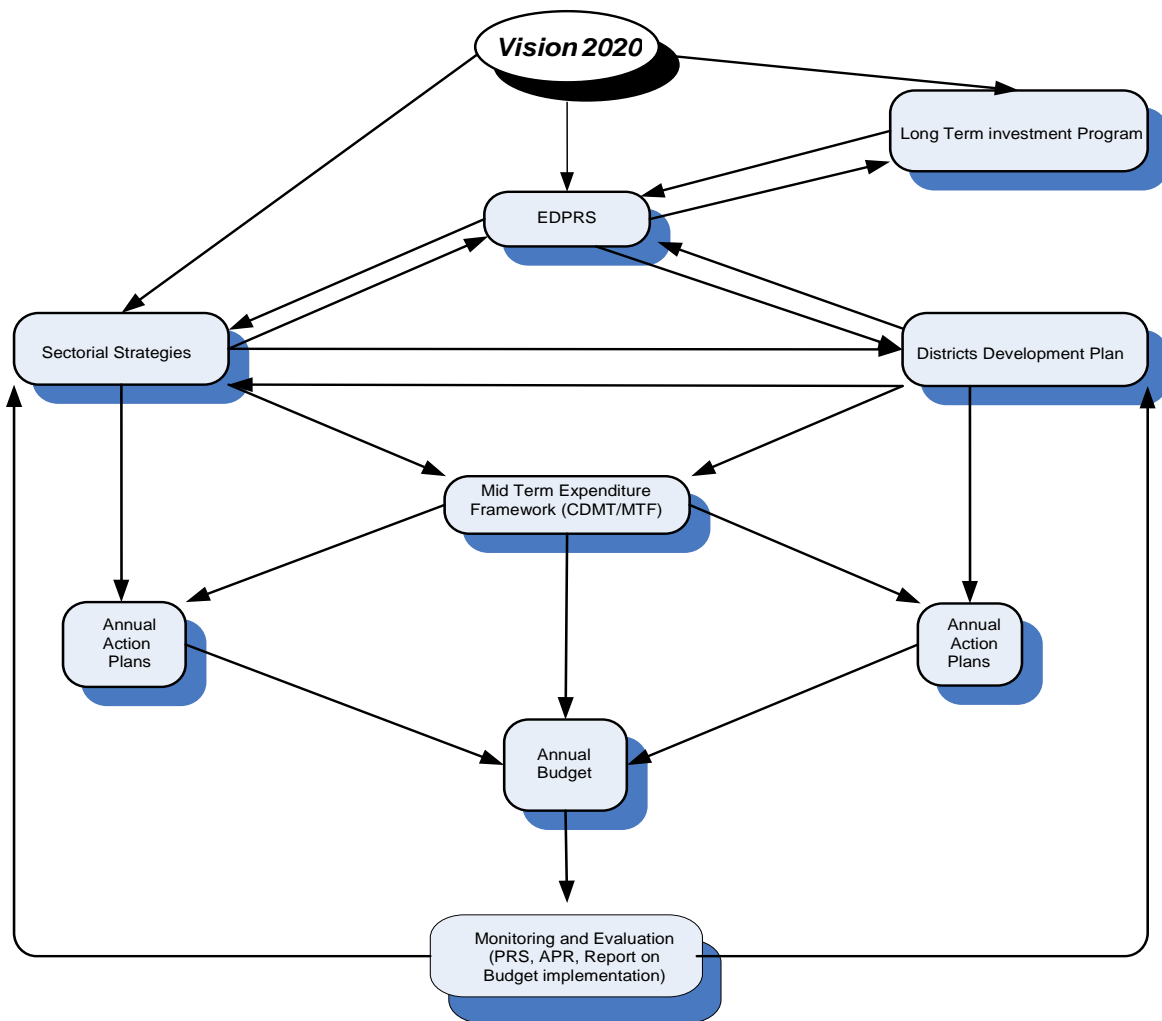 Vision 2020
Long Term investment Program
EDPRS
Sectorial Strategies
Districts Development Plan
Mid Term Expenditure
Framework (CDMT/MTF)
Annual
Action
Plans
Annual
Action
Plans
Annual
Budget
Monitoring and Evaluation
(PRS, APR, Report on
Budget implementation)